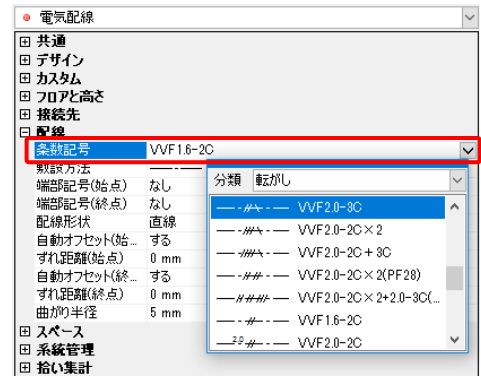 電気配線
共通
デザイン
カスタム
フロアと高さ
接続先
配線
条数記号 VVF1.6-2C
敷設方法
端部記号(始点) なし
端部記号(終点) なし
配線形状 直線
自動オフセット(始... する
ずれ距離(始点) 0 mm
自動オフセット(終... する
ずれ距離(終点) 0 mm
曲がり半径 5 mm
スペース
系統管理
拾い集計
分類 転がし
VVF2.0-3C
VVF2.0-2C×2
VVF2.0-2C+3C
VVF2.0-2C×2(PF28)
VVF2.0-2C×2+2.0-3C(...
VVF1.6-2C
2.0 VVF2.0-2C